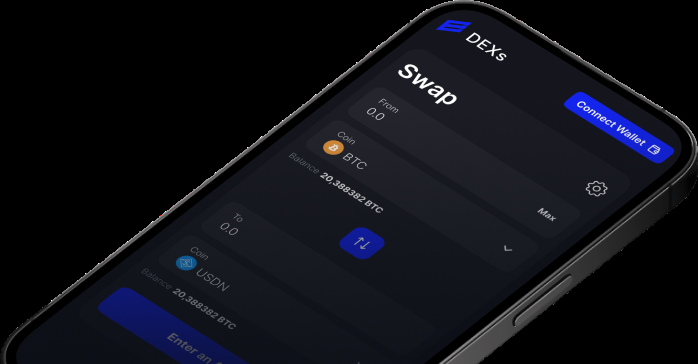 DEXs
Connect Wallet
Swap
From
0.0
Max
Coin
BTC
Balance 20,388382 BTC
To
0.0
Coin
USDN
Balance 20,388382 BTC
Enter an